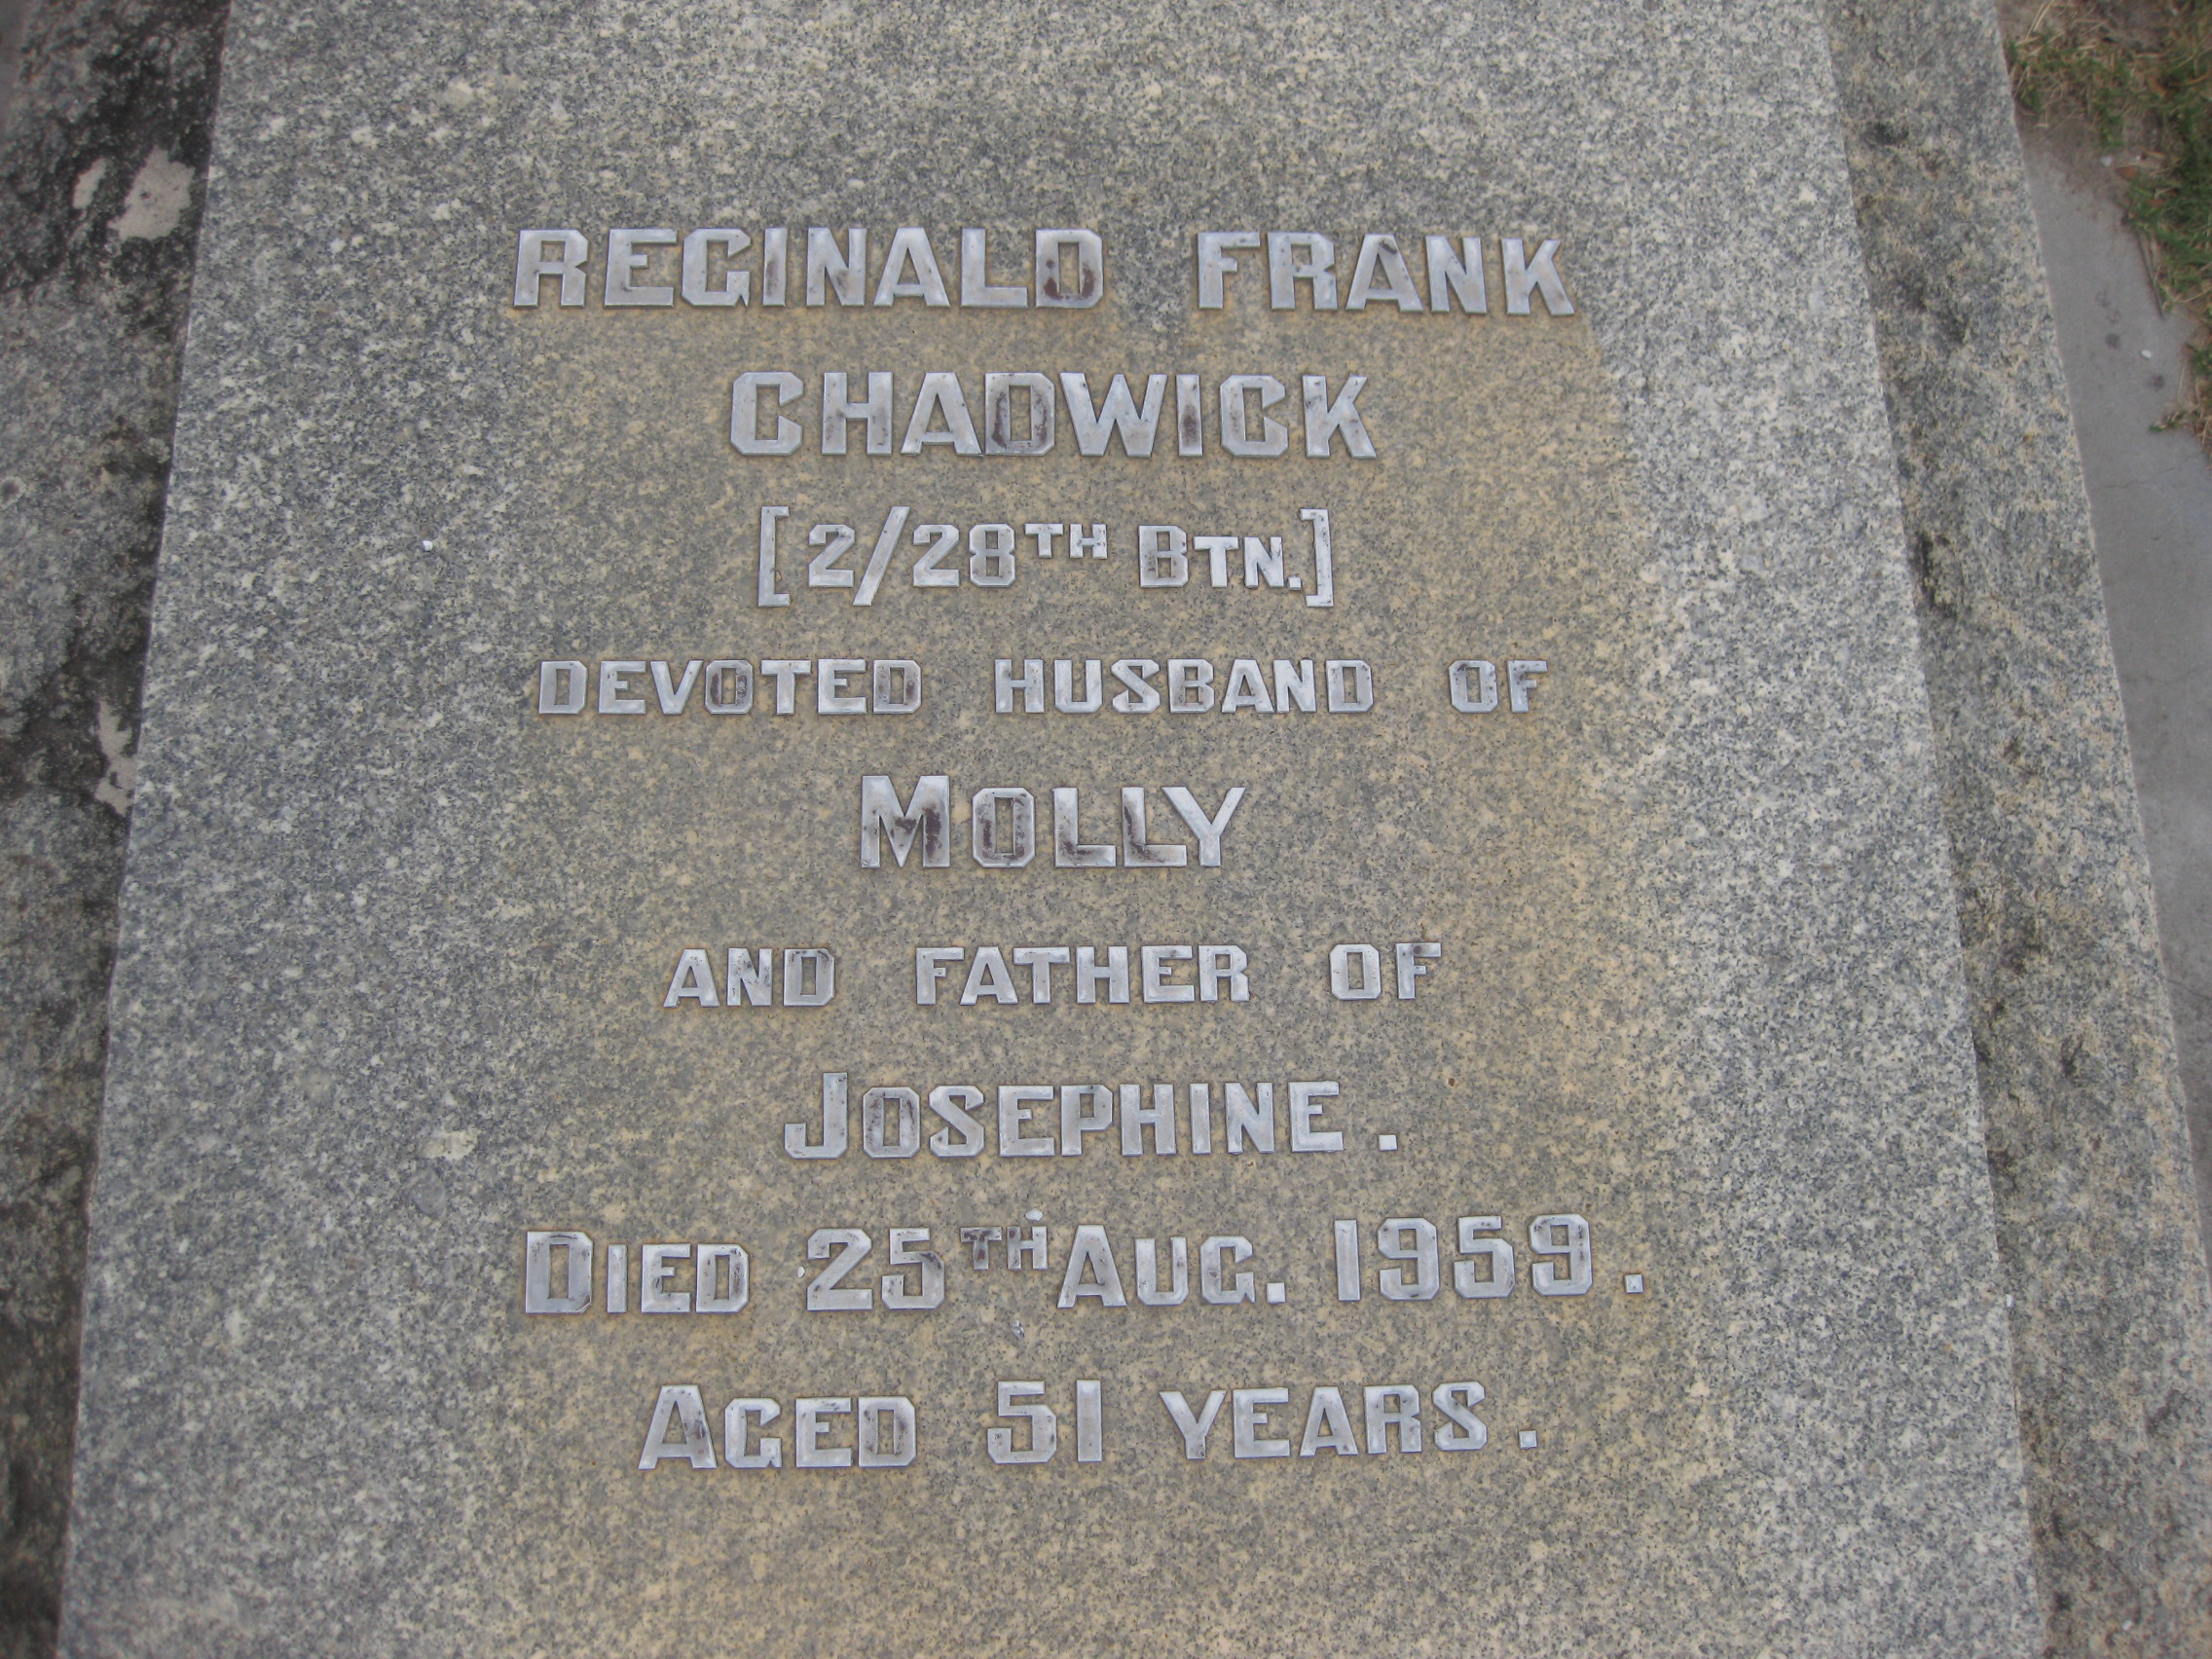 REGINALD FRANK
CHADWICK
[2/28TH BTN.]
DEVOTED HUSBAND OF
MOLLY
AND FATHER OF
JOSEPHINE.
DIED 25TH AUG. 1959.
AGED 51 YEARS.